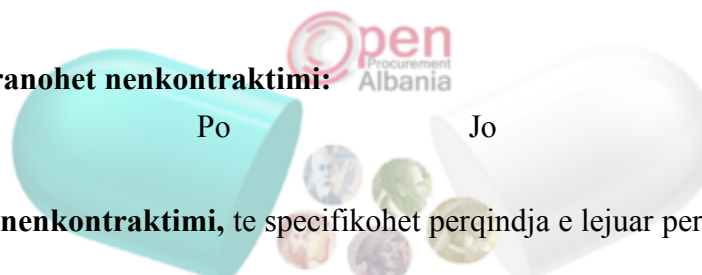 Open
Procurement
Albania
ranohet nenkontraktimi:
Po Jo
nenkontraktimi, te specifikohet perqindja e lejuar per